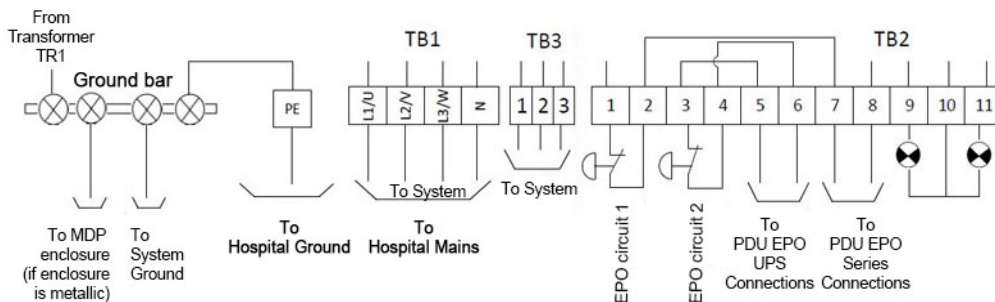 From
Transformer
TR1
Ground bar
TB1
TB3
TB2
PE
L1/U
L2/V
L3/W
N
1 2 3
1 2 3 4 5 6 7 8 9 10 11
To System
To System
To MDP
enclosure
(if enclosure
is metallic)
To
System
Ground
To
Hospital Ground
To
Hospital Mains
EPO circuit 1
EPO circuit 2
To
PDU EPO
UPS
Connections
To
PDU EPO
Series
Connections